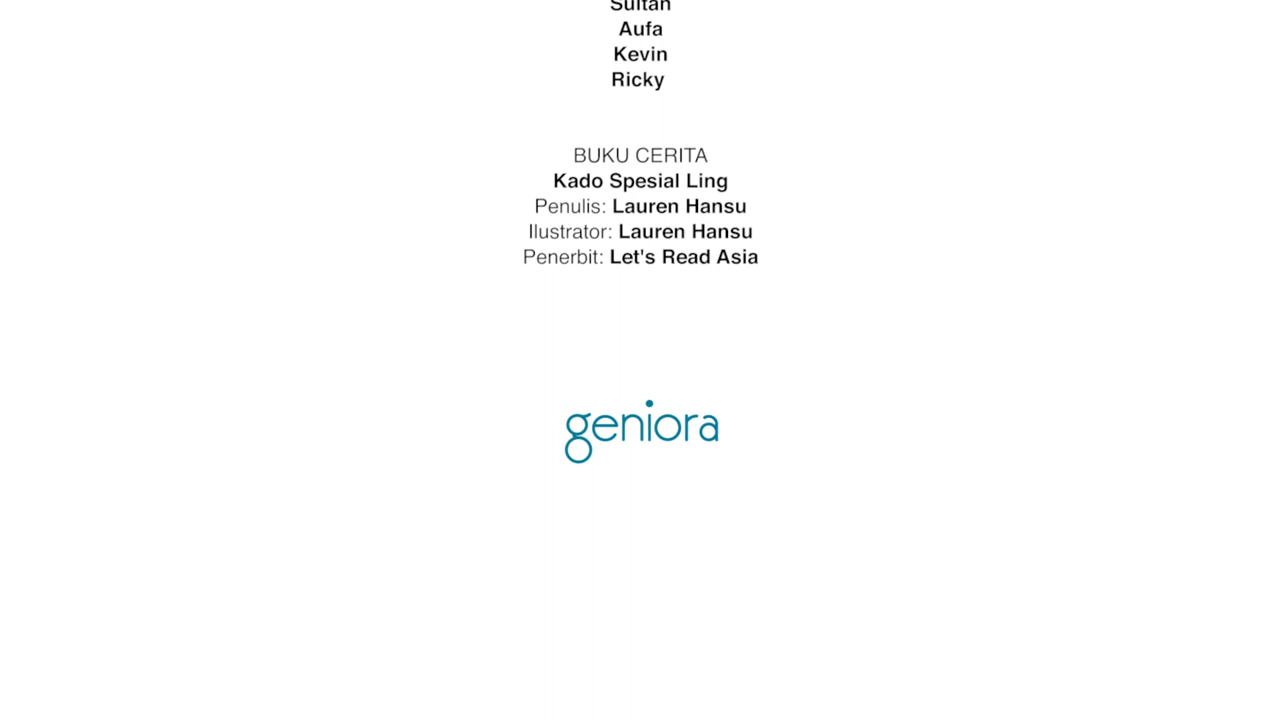 Sultan
Aufa
Kevin
Ricky
BUKU CERITA
Kado Spesial Ling
Penulis: Lauren Hansu
Ilustrator: Lauren Hansu
Penerbit: Let's Read Asia
geniora